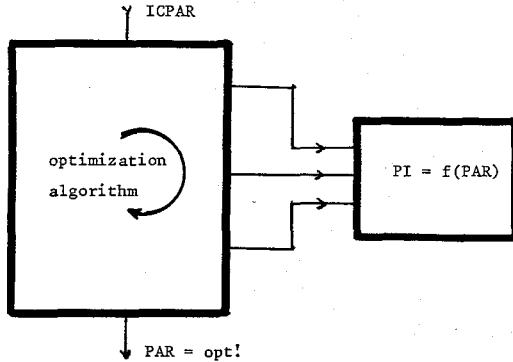 ICPAR
optimization
algorithm
PI = f(PAR)
PAR = opt!